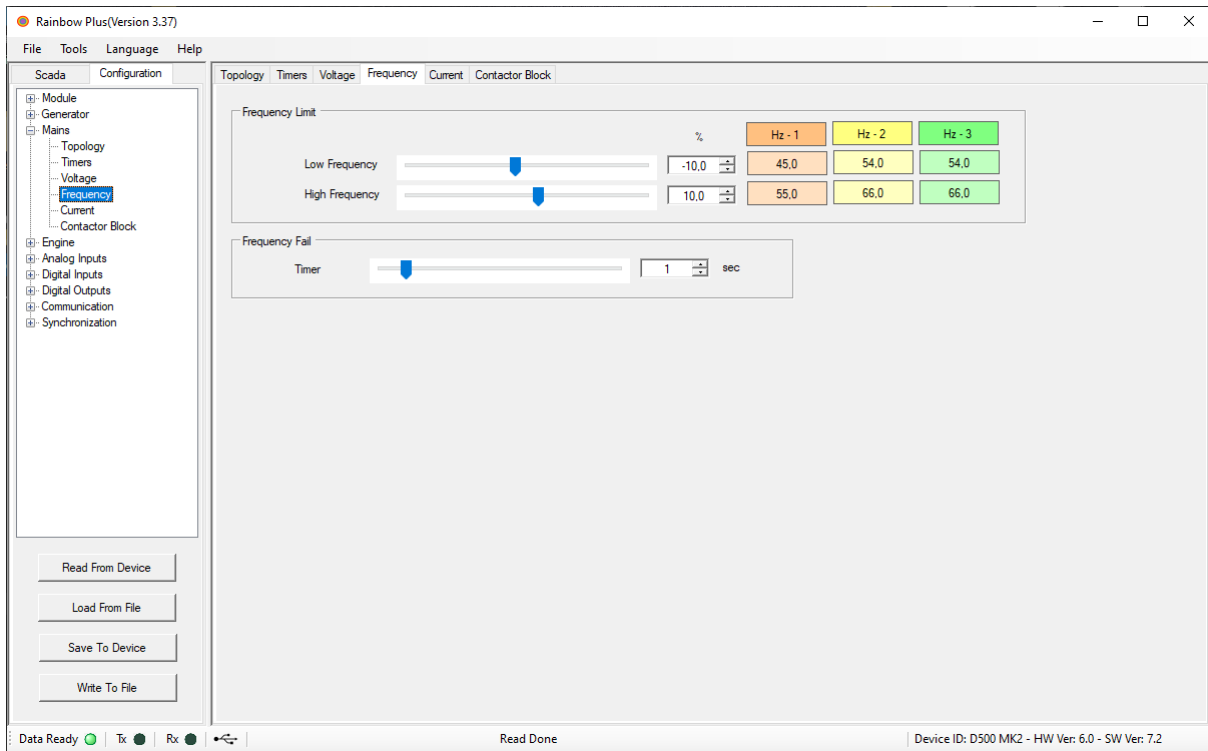 Rainbow Plus(Version 3.37)
File Tools Language Help
Scada Configuration
Module
Generator
Mains
Topology
Timers
Voltage
Frequency
Current
Contactor Block
Engine
Analog Inputs
Digital Inputs
Digital Outputs
Communication
Synchronization
Read From Device
Load From File
Save To Device
Write To File
Topology Timers Voltage Frequency Current Contactor Block
Frequency Limit
% Hz - 1 Hz - 2 Hz - 3
Low Frequency -10,0 45,0 54,0 54,0
High Frequency 10,0 55,0 66,0 66,0
Frequency Fail
Timer 1 sec
Data Ready Tx Rx Read Done Device ID: D500 MK2 - HW Ver: 6.0 - SW Ver: 7.2